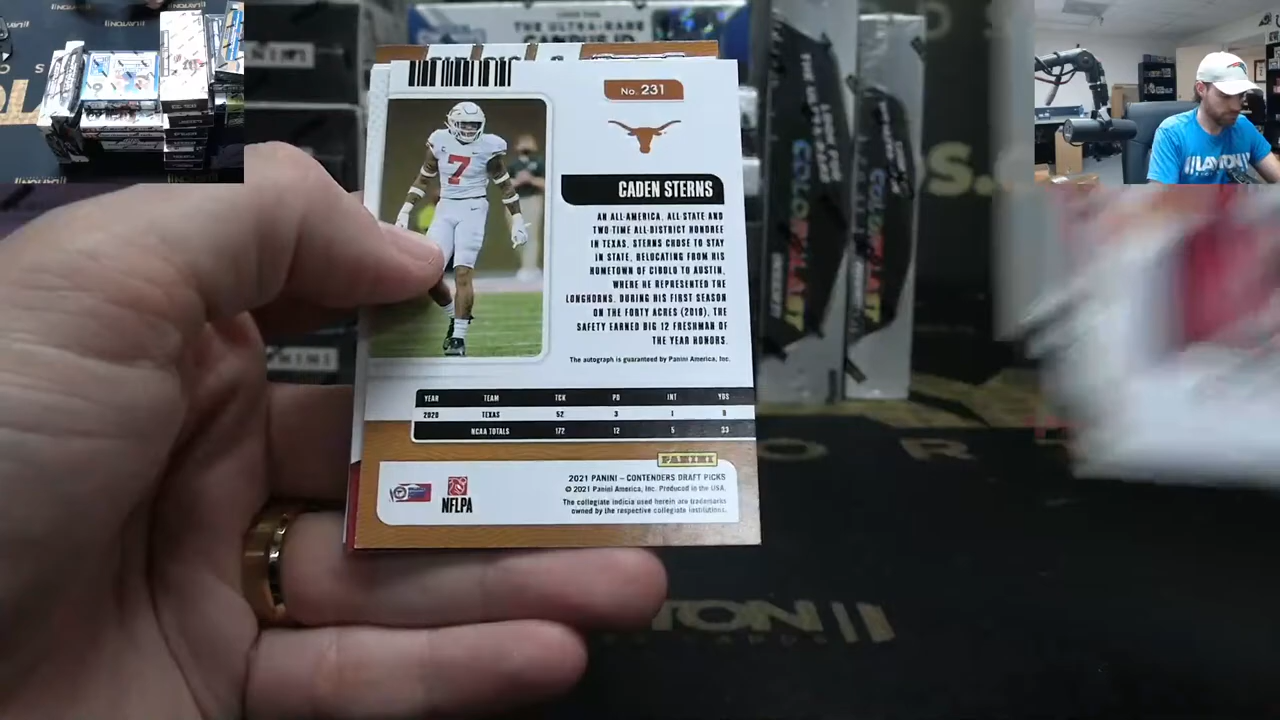 THE ULTRA-RARE
No. 231
7
CADEN STERNS
AN ALL-AMERICA, ALL-STATE AND
TWO-TIME ALL-DISTRICT HONOREE
IN TEXAS, STERNS CHOSE TO STAY
IN STATE, RELOCATING FROM HIS
HOMETOWN OF CIBOLO TO AUSTIN,
WHERE HE REPRESENTED THE
LONGHORNS. DURING HIS FIRST SEASON
ON THE FORTY ACRES (2018), THE
SAFETY EARNED BIG 12 FRESHMAN OF
THE YEAR HONORS.
The autograph is guaranteed by Panini America, Inc.
YEAR TEAM TCK PD INT YDS
2020 TEXAS 52 3 1 0
NCAA TOTALS 172 12 5 33
PANINI
2021 PANINI – CONTENDERS DRAFT PICKS
© 2021 Panini America, Inc. Produced in the USA.
The collegiate indicia used herein are trademarks
owned by the respective collegiate institutions.
NFLPA
LAYTON